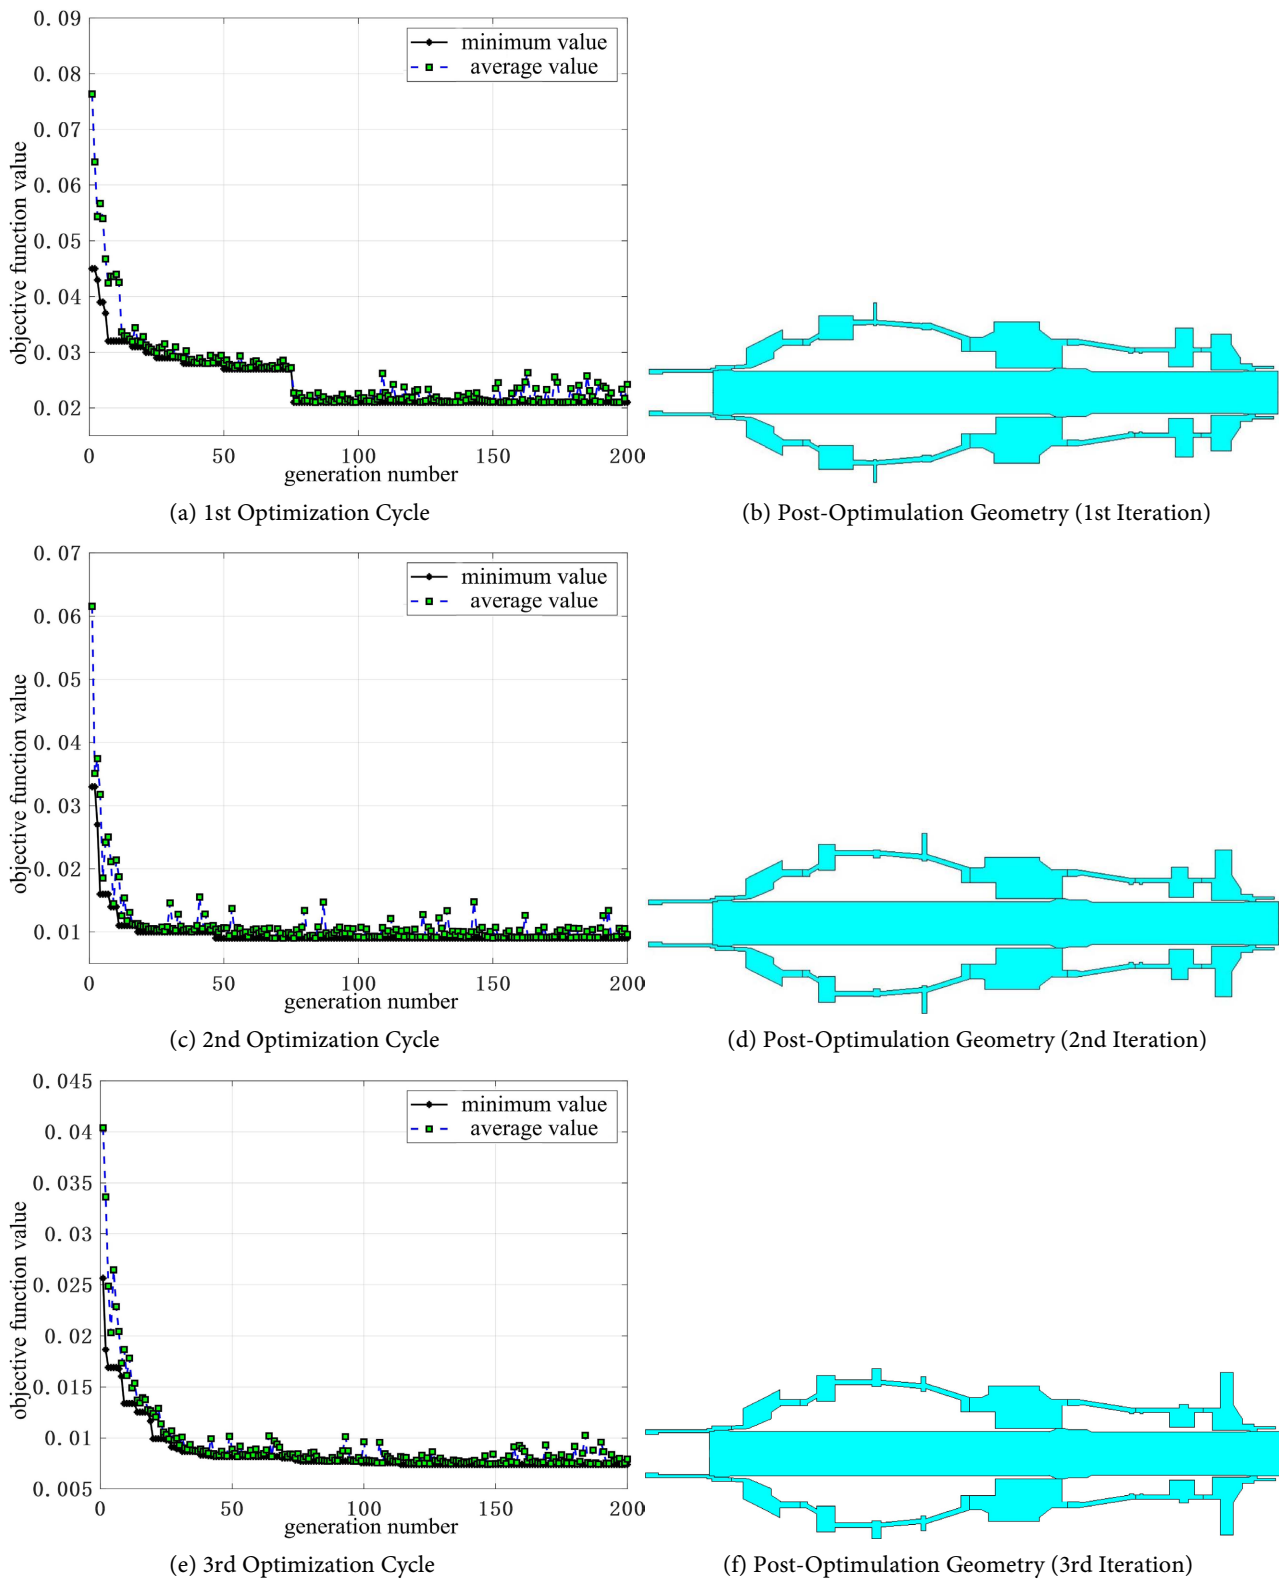 0.09
0.08
0.07
0.06
0.05
0.04
0.03
0.02
objective function value
minimum value
average value
0 50 100 150 200
generation number
(a) 1st Optimization Cycle
(b) Post-Optimulation Geometry (1st Iteration)
0.07
0.06
0.05
0.04
0.03
0.02
0.01
objective function value
minimum value
average value
0 50 100 150 200
generation number
(c) 2nd Optimization Cycle
(d) Post-Optimulation Geometry (2nd Iteration)
0.045
0.04
0.035
0.03
0.025
0.02
0.015
0.01
0.005
objective function value
minimum value
average value
0 50 100 150 200
generation number
(e) 3rd Optimization Cycle
(f) Post-Optimulation Geometry (3rd Iteration)